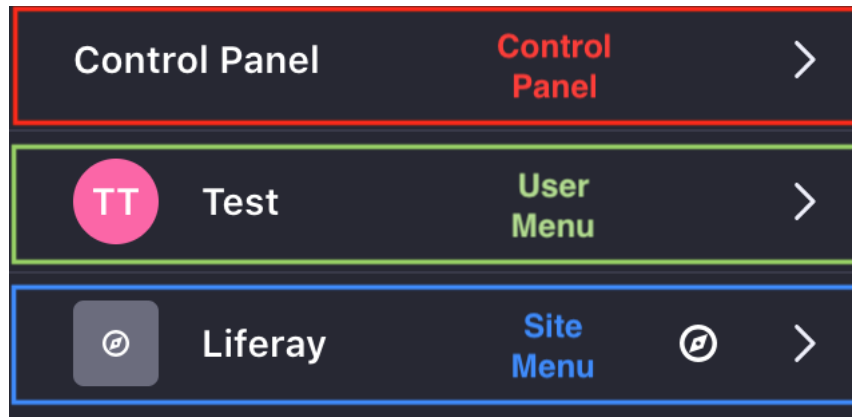 Control Panel Control
Panel
TT Test User
Menu
Liferay Site
Menu